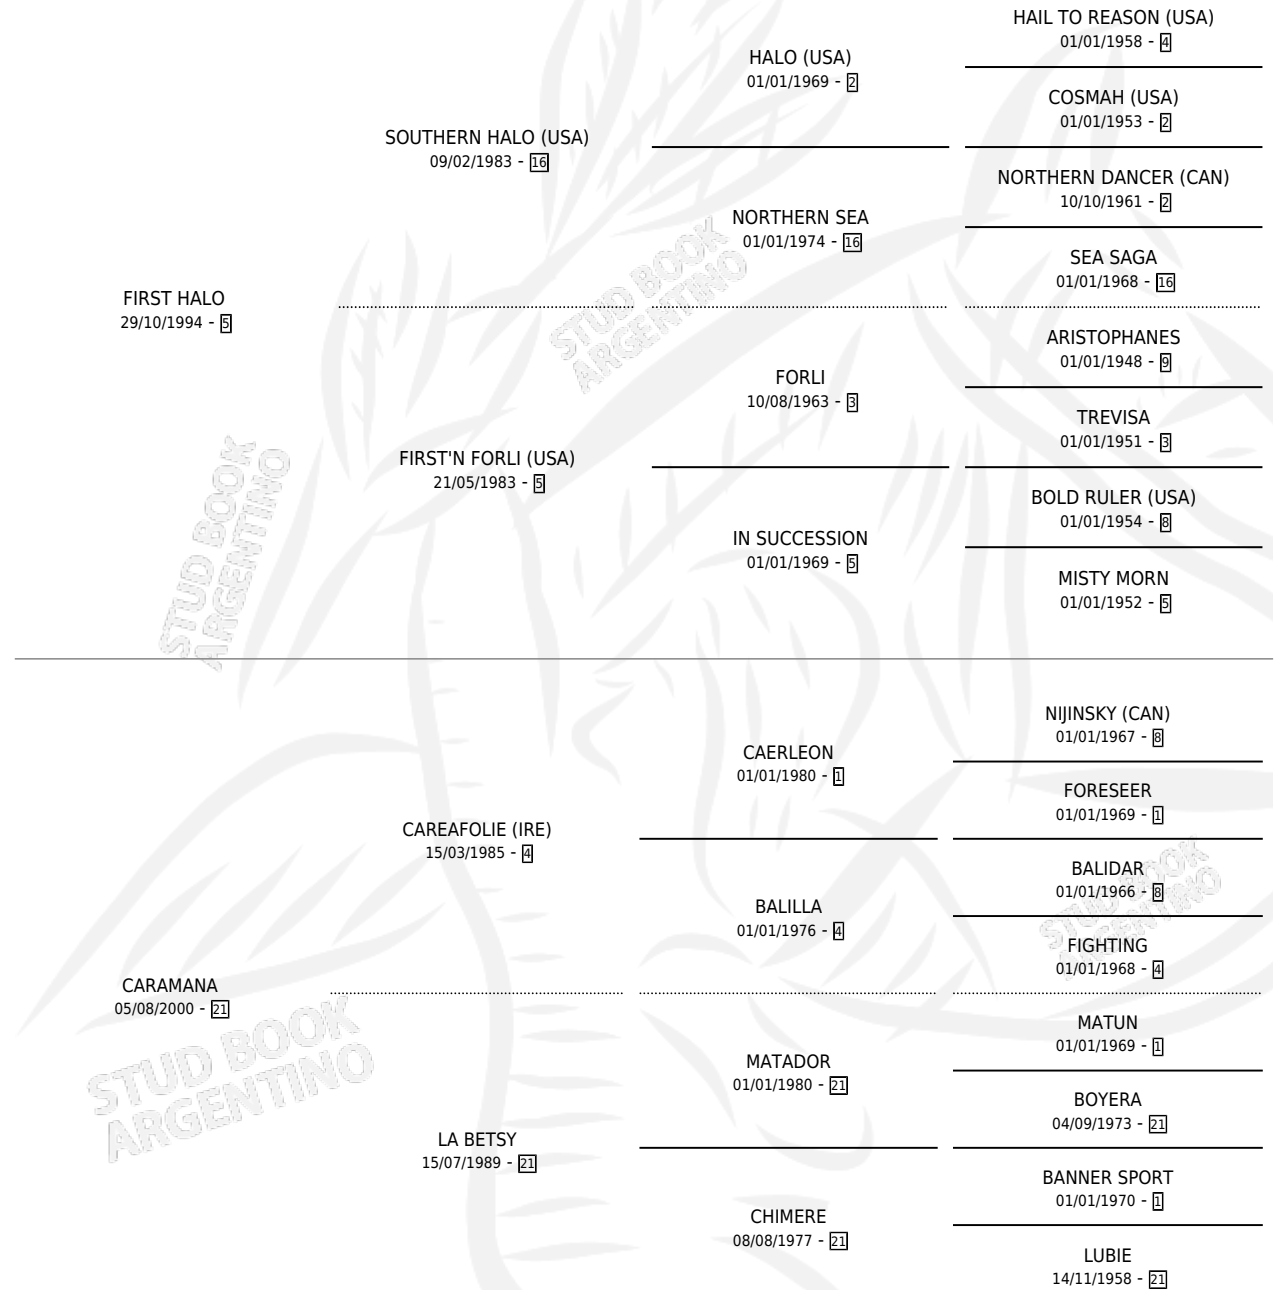 HAIL TO REASON (USA)
01/01/1958 - 4
HALO (USA)
01/01/1969 - 2
COSMAH (USA)
01/01/1953 - 2
SOUTHERN HALO (USA)
09/02/1983 - 16
NORTHERN DANCER (CAN)
10/10/1961 - 2
NORTHERN SEA
01/01/1974 - 16
SEA SAGA
01/01/1968 - 16
FIRST HALO
29/10/1994 - 5
STUD BOOK
ARGENTINO
ARISTOPHANES
01/01/1948 - 9
FORLI
10/08/1963 - 3
TREVISA
01/01/1951 - 3
FIRST'N FORLI (USA)
21/05/1983 - 5
BOLD RULER (USA)
01/01/1954 - 8
IN SUCCESSION
01/01/1969 - 5
MISTY MORN
01/01/1952 - 5
STUD BOOK
ARGENTINO
NIJINSKY (CAN)
01/01/1967 - 8
CAERLEON
01/01/1980 - 1
FORESEER
01/01/1969 - 1
CAREAFOLIE (IRE)
15/03/1985 - 4
BALIDAR
01/01/1966 - 8
BALILLA
01/01/1976 - 4
FIGHTING
01/01/1968 - 4
STUD BOOK
ARGENTINO
CARAMANA
05/08/2000 - 21
MATUN
01/01/1969 - 1
MATADOR
01/01/1980 - 21
BOYERA
04/09/1973 - 21
STUD BOOK
ARGENTINO
LA BETSY
15/07/1989 - 21
BANNER SPORT
01/01/1970 - 1
CHIMERE
08/08/1977 - 21
LUBIE
14/11/1958 - 21